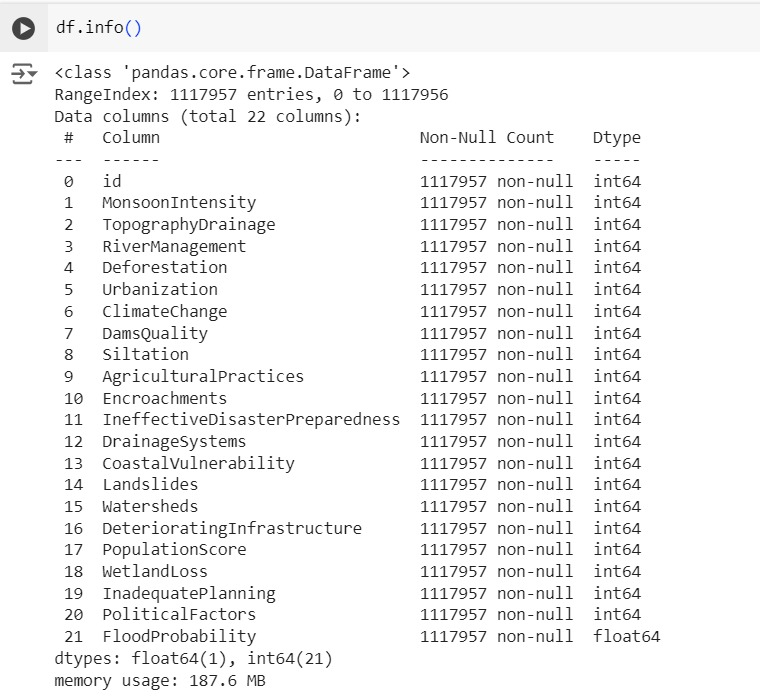 df.info()
<class 'pandas.core.frame.DataFrame'>
RangeIndex: 1117957 entries, 0 to 1117956
Data columns (total 22 columns):
 #   Column                           Non-Null Count    Dtype
---  ------                           --------------    -----
 0   id                               1117957 non-null  int64
 1   MonsoonIntensity                 1117957 non-null  int64
 2   TopographyDrainage               1117957 non-null  int64
 3   RiverManagement                  1117957 non-null  int64
 4   Deforestation                    1117957 non-null  int64
 5   Urbanization                     1117957 non-null  int64
 6   ClimateChange                    1117957 non-null  int64
 7   DamsQuality                      1117957 non-null  int64
 8   Siltation                        1117957 non-null  int64
 9   AgriculturalPractices            1117957 non-null  int64
 10  Encroachments                    1117957 non-null  int64
 11  IneffectiveDisasterPreparedness  1117957 non-null  int64
 12  DrainageSystems                  1117957 non-null  int64
 13  CoastalVulnerability             1117957 non-null  int64
 14  Landslides                       1117957 non-null  int64
 15  Watersheds                       1117957 non-null  int64
 16  DeterioratingInfrastructure      1117957 non-null  int64
 17  PopulationScore                  1117957 non-null  int64
 18  WetlandLoss                      1117957 non-null  int64
 19  InadequatePlanning               1117957 non-null  int64
 20  PoliticalFactors                 1117957 non-null  int64
 21  FloodProbability                 1117957 non-null  float64
dtypes: float64(1), int64(21)
memory usage: 187.6 MB